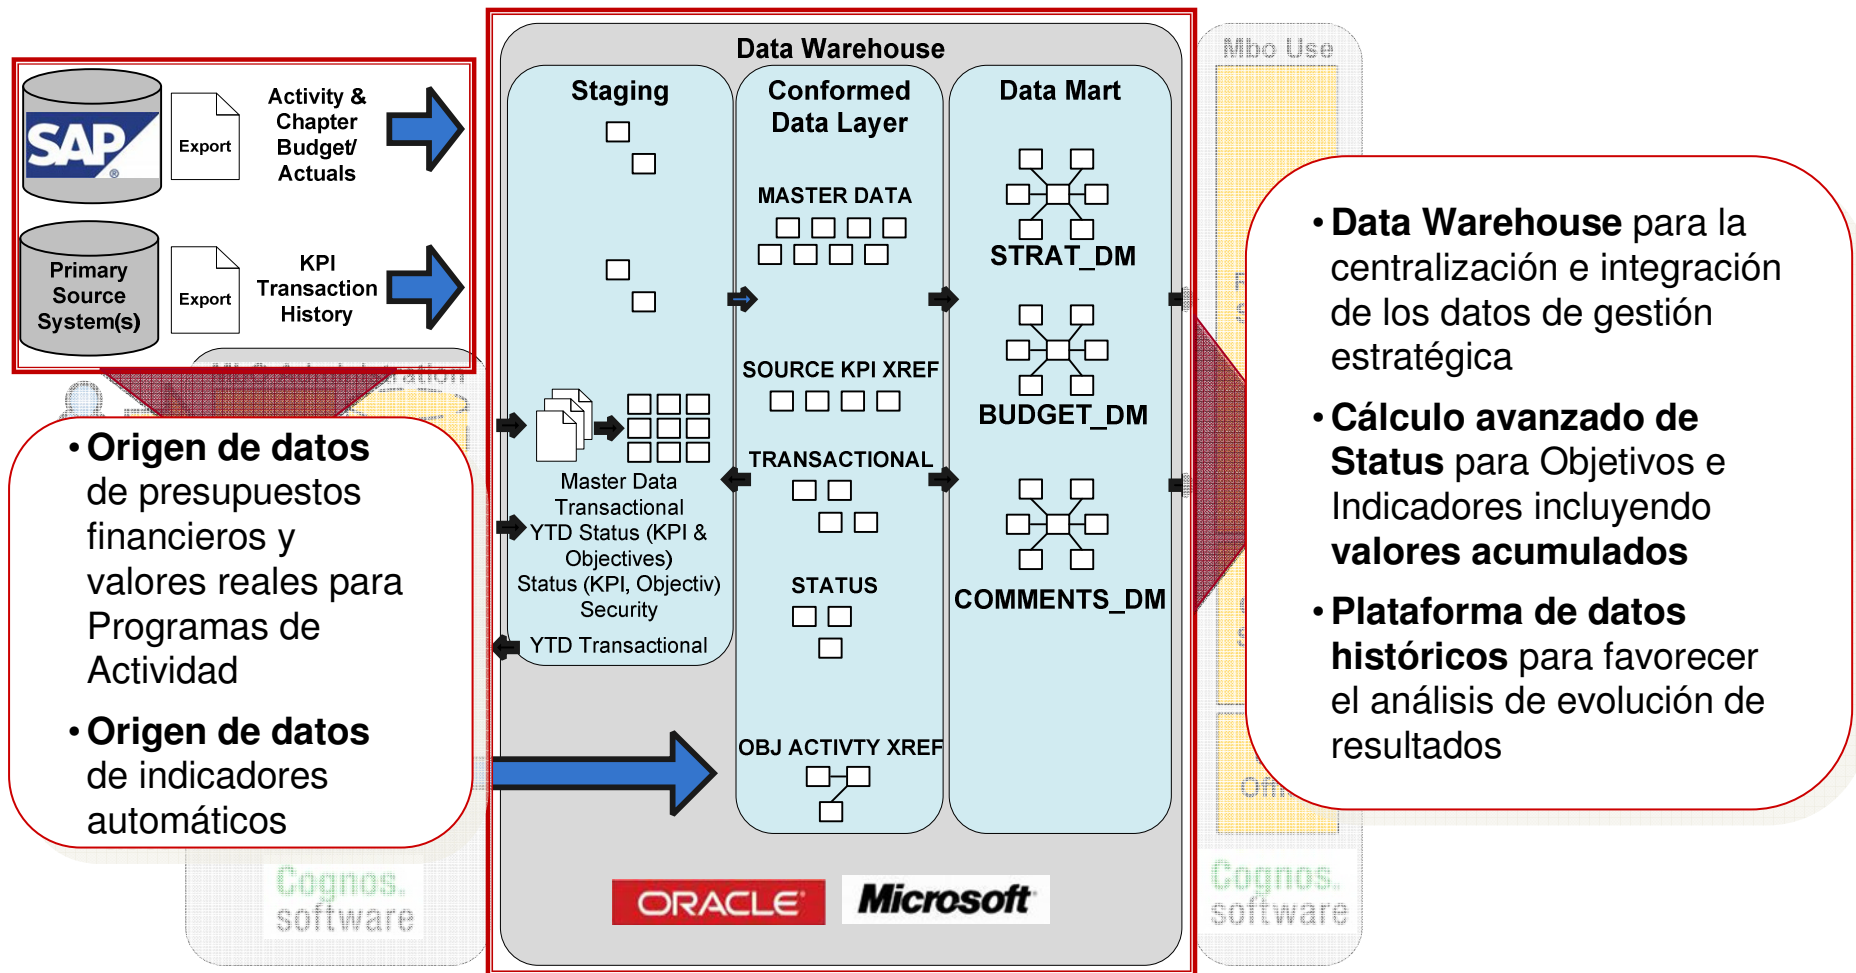 SAP
®
Export
Activity &
Chapter
Budget/
Actuals
Primary
Source
System(s)
Export
KPI
Transaction
History
• Origen de datos
de presupuestos
financieros y
valores reales para
Programas de
Actividad
• Origen de datos
de indicadores
automáticos
Cognos.
software
Data Warehouse
Staging
Master Data
Transactional
YTD Status (KPI &
Objectives)
Status (KPI, Objectiv)
Security
YTD Transactional
Conformed
Data Layer
MASTER DATA
SOURCE KPI XREF
TRANSACTIONAL
STATUS
OBJ ACTIVTY XREF
Data Mart
STRAT_DM
BUDGET_DM
COMMENTS_DM
ORACLE
Microsoft
Mbo Use
• Data Warehouse para la
centralización e integración
de los datos de gestión
estratégica
• Cálculo avanzado de
Status para Objetivos e
Indicadores incluyendo
valores acumulados
• Plataforma de datos
históricos para favorecer
el análisis de evolución de
resultados
Cognos.
software